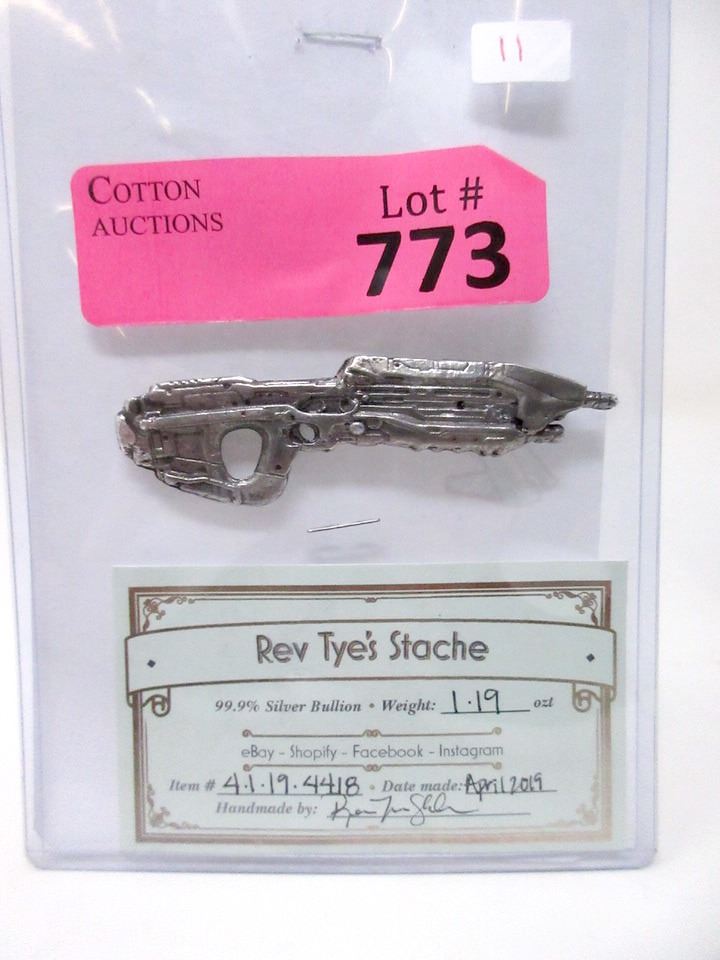 11
COTTON
AUCTIONS
Lot #
773
Rev Tye's Stache
99.9% Silver Bullion • Weight: 1.19 ozt
eBay - Shopify - Facebook - Instagram
Item # 4.1.19.4418 • Date made: April 2019
Handmade by: